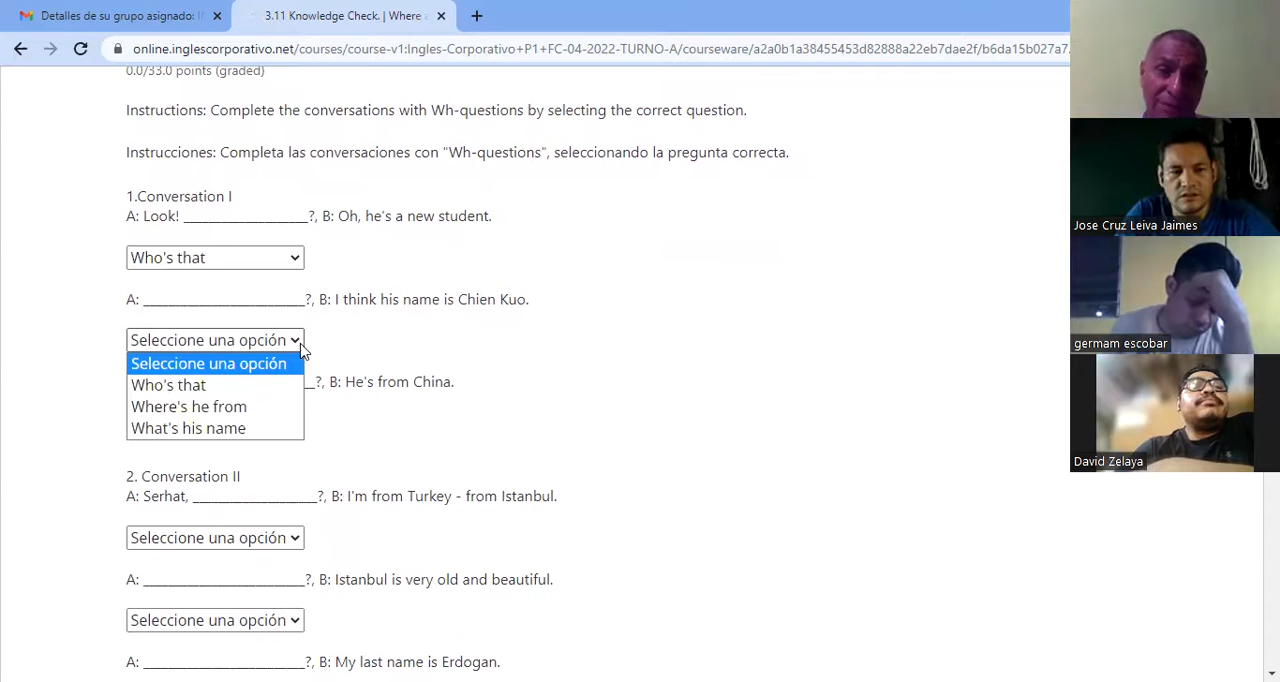 Detalles de su grupo asignado: I
3.11 Knowledge Check. | Where a
online.inglescorporativo.net/courses/course-v1:Ingles-Corporativo+P1+FC-04-2022-TURNO-A/courseware/a2a0b1a38455453d82888a22eb7dae2f/b6da15b027a7
0.0/33.0 points (graded)
Instructions: Complete the conversations with Wh-questions by selecting the correct question.
Instrucciones: Completa las conversaciones con "Wh-questions", seleccionando la pregunta correcta.
1.Conversation I
A: Look! ___________________?, B: Oh, he's a new student.
Who's that
A: _________________________?, B: I think his name is Chien Kuo.
Seleccione una opción
Seleccione una opción
Who's that
_?, B: He's from China.
Where's he from
What's his name
2. Conversation II
A: Serhat, ___________________?, B: I'm from Turkey - from Istanbul.
Seleccione una opción
A: _________________________?, B: Istanbul is very old and beautiful.
Seleccione una opción
A: _________________________?, B: My last name is Erdogan.
Jose Cruz Leiva Jaimes
germam escobar
David Zelaya